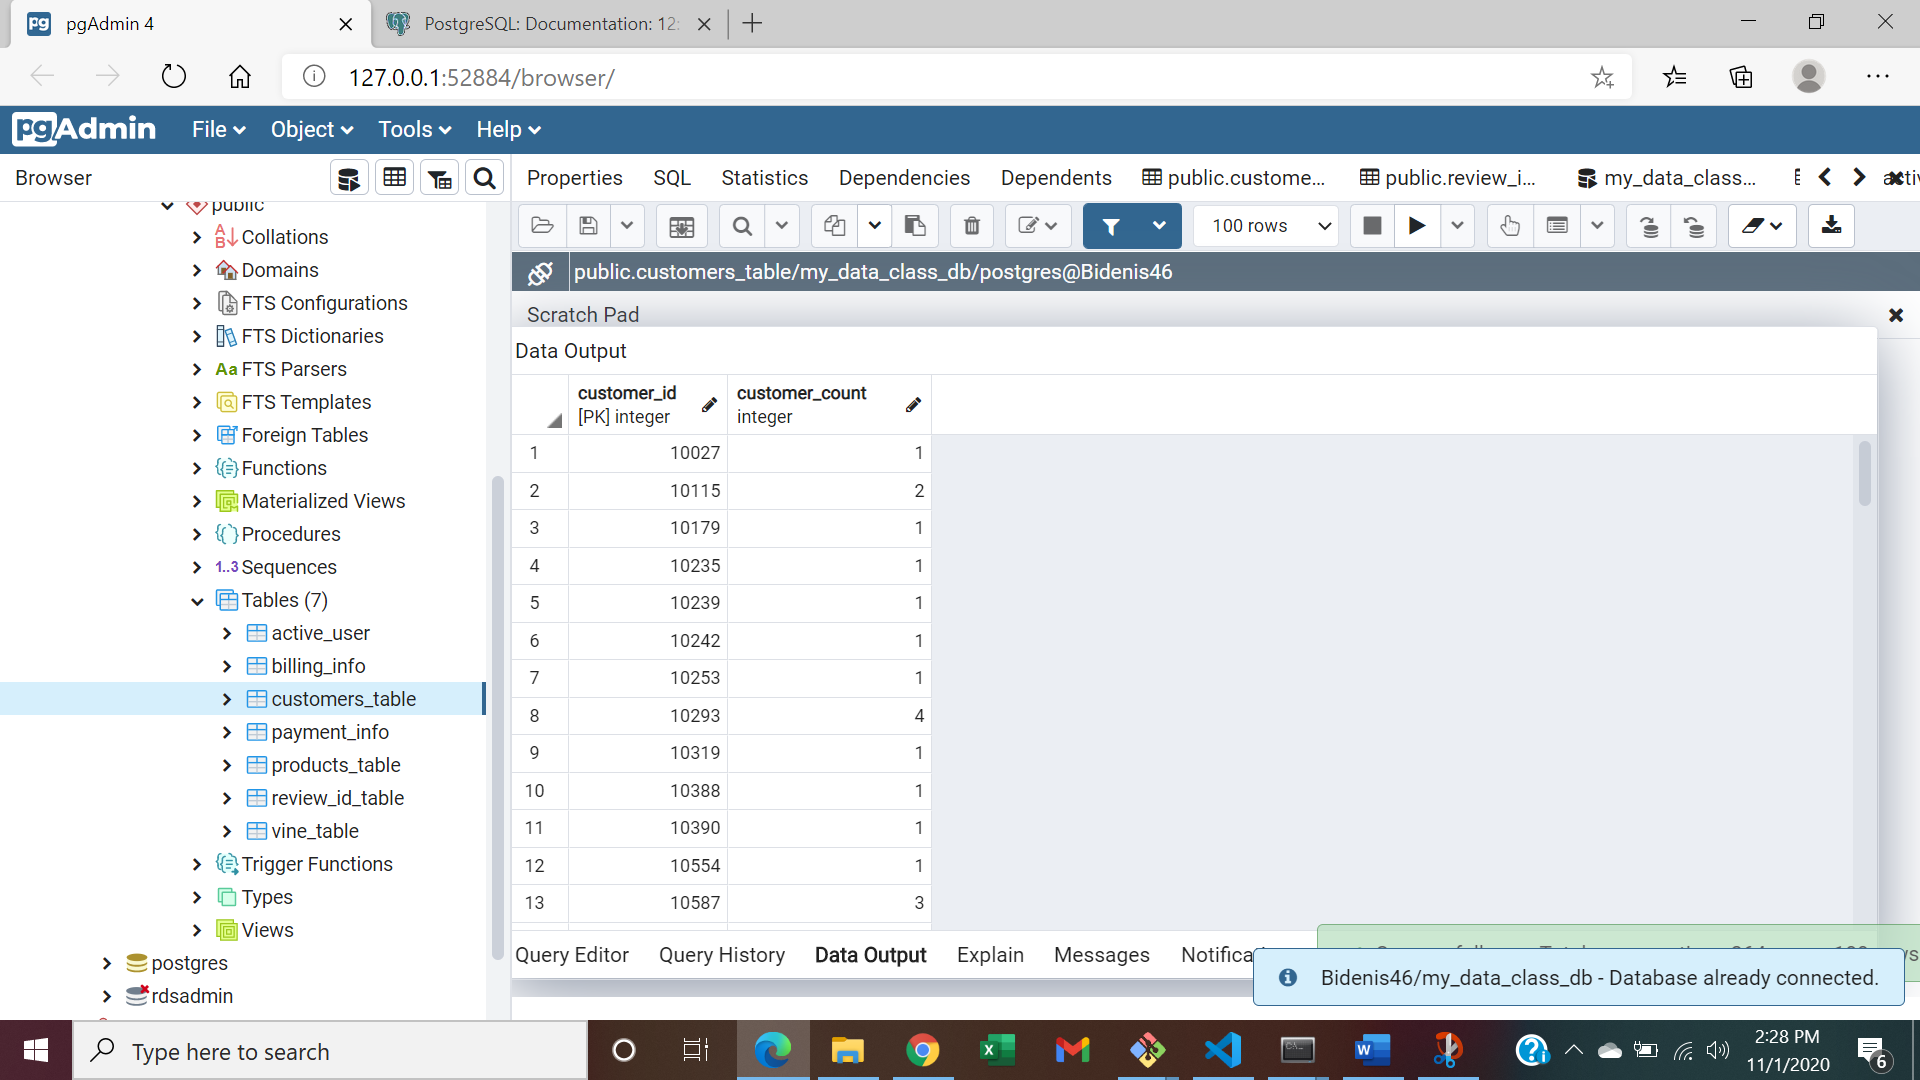 pgAdmin 4
PostgreSQL: Documentation: 12:
127.0.0.1:52884/browser/
pgAdmin File Object Tools Help
Browser
Properties SQL Statistics Dependencies Dependents public.custome... public.review_i... my_data_class...
100 rows
public.customers_table/my_data_class_db/postgres@Bidenis46
Scratch Pad
Data Output
customer_id customer_count
[PK] integer integer
1 10027 1
2 10115 2
3 10179 1
4 10235 1
5 10239 1
6 10242 1
7 10253 1
8 10293 4
9 10319 1
10 10388 1
11 10390 1
12 10554 1
13 10587 3
public
Collations
Domains
FTS Configurations
FTS Dictionaries
Aa FTS Parsers
FTS Templates
Foreign Tables
Functions
Materialized Views
Procedures
1..3 Sequences
Tables (7)
active_user
billing_info
customers_table
payment_info
products_table
review_id_table
vine_table
Trigger Functions
Types
Views
postgres
rdsadmin
Query Editor Query History Data Output Explain Messages
Bidenis46/my_data_class_db - Database already connected.
Type here to search
2:28 PM
11/1/2020
6